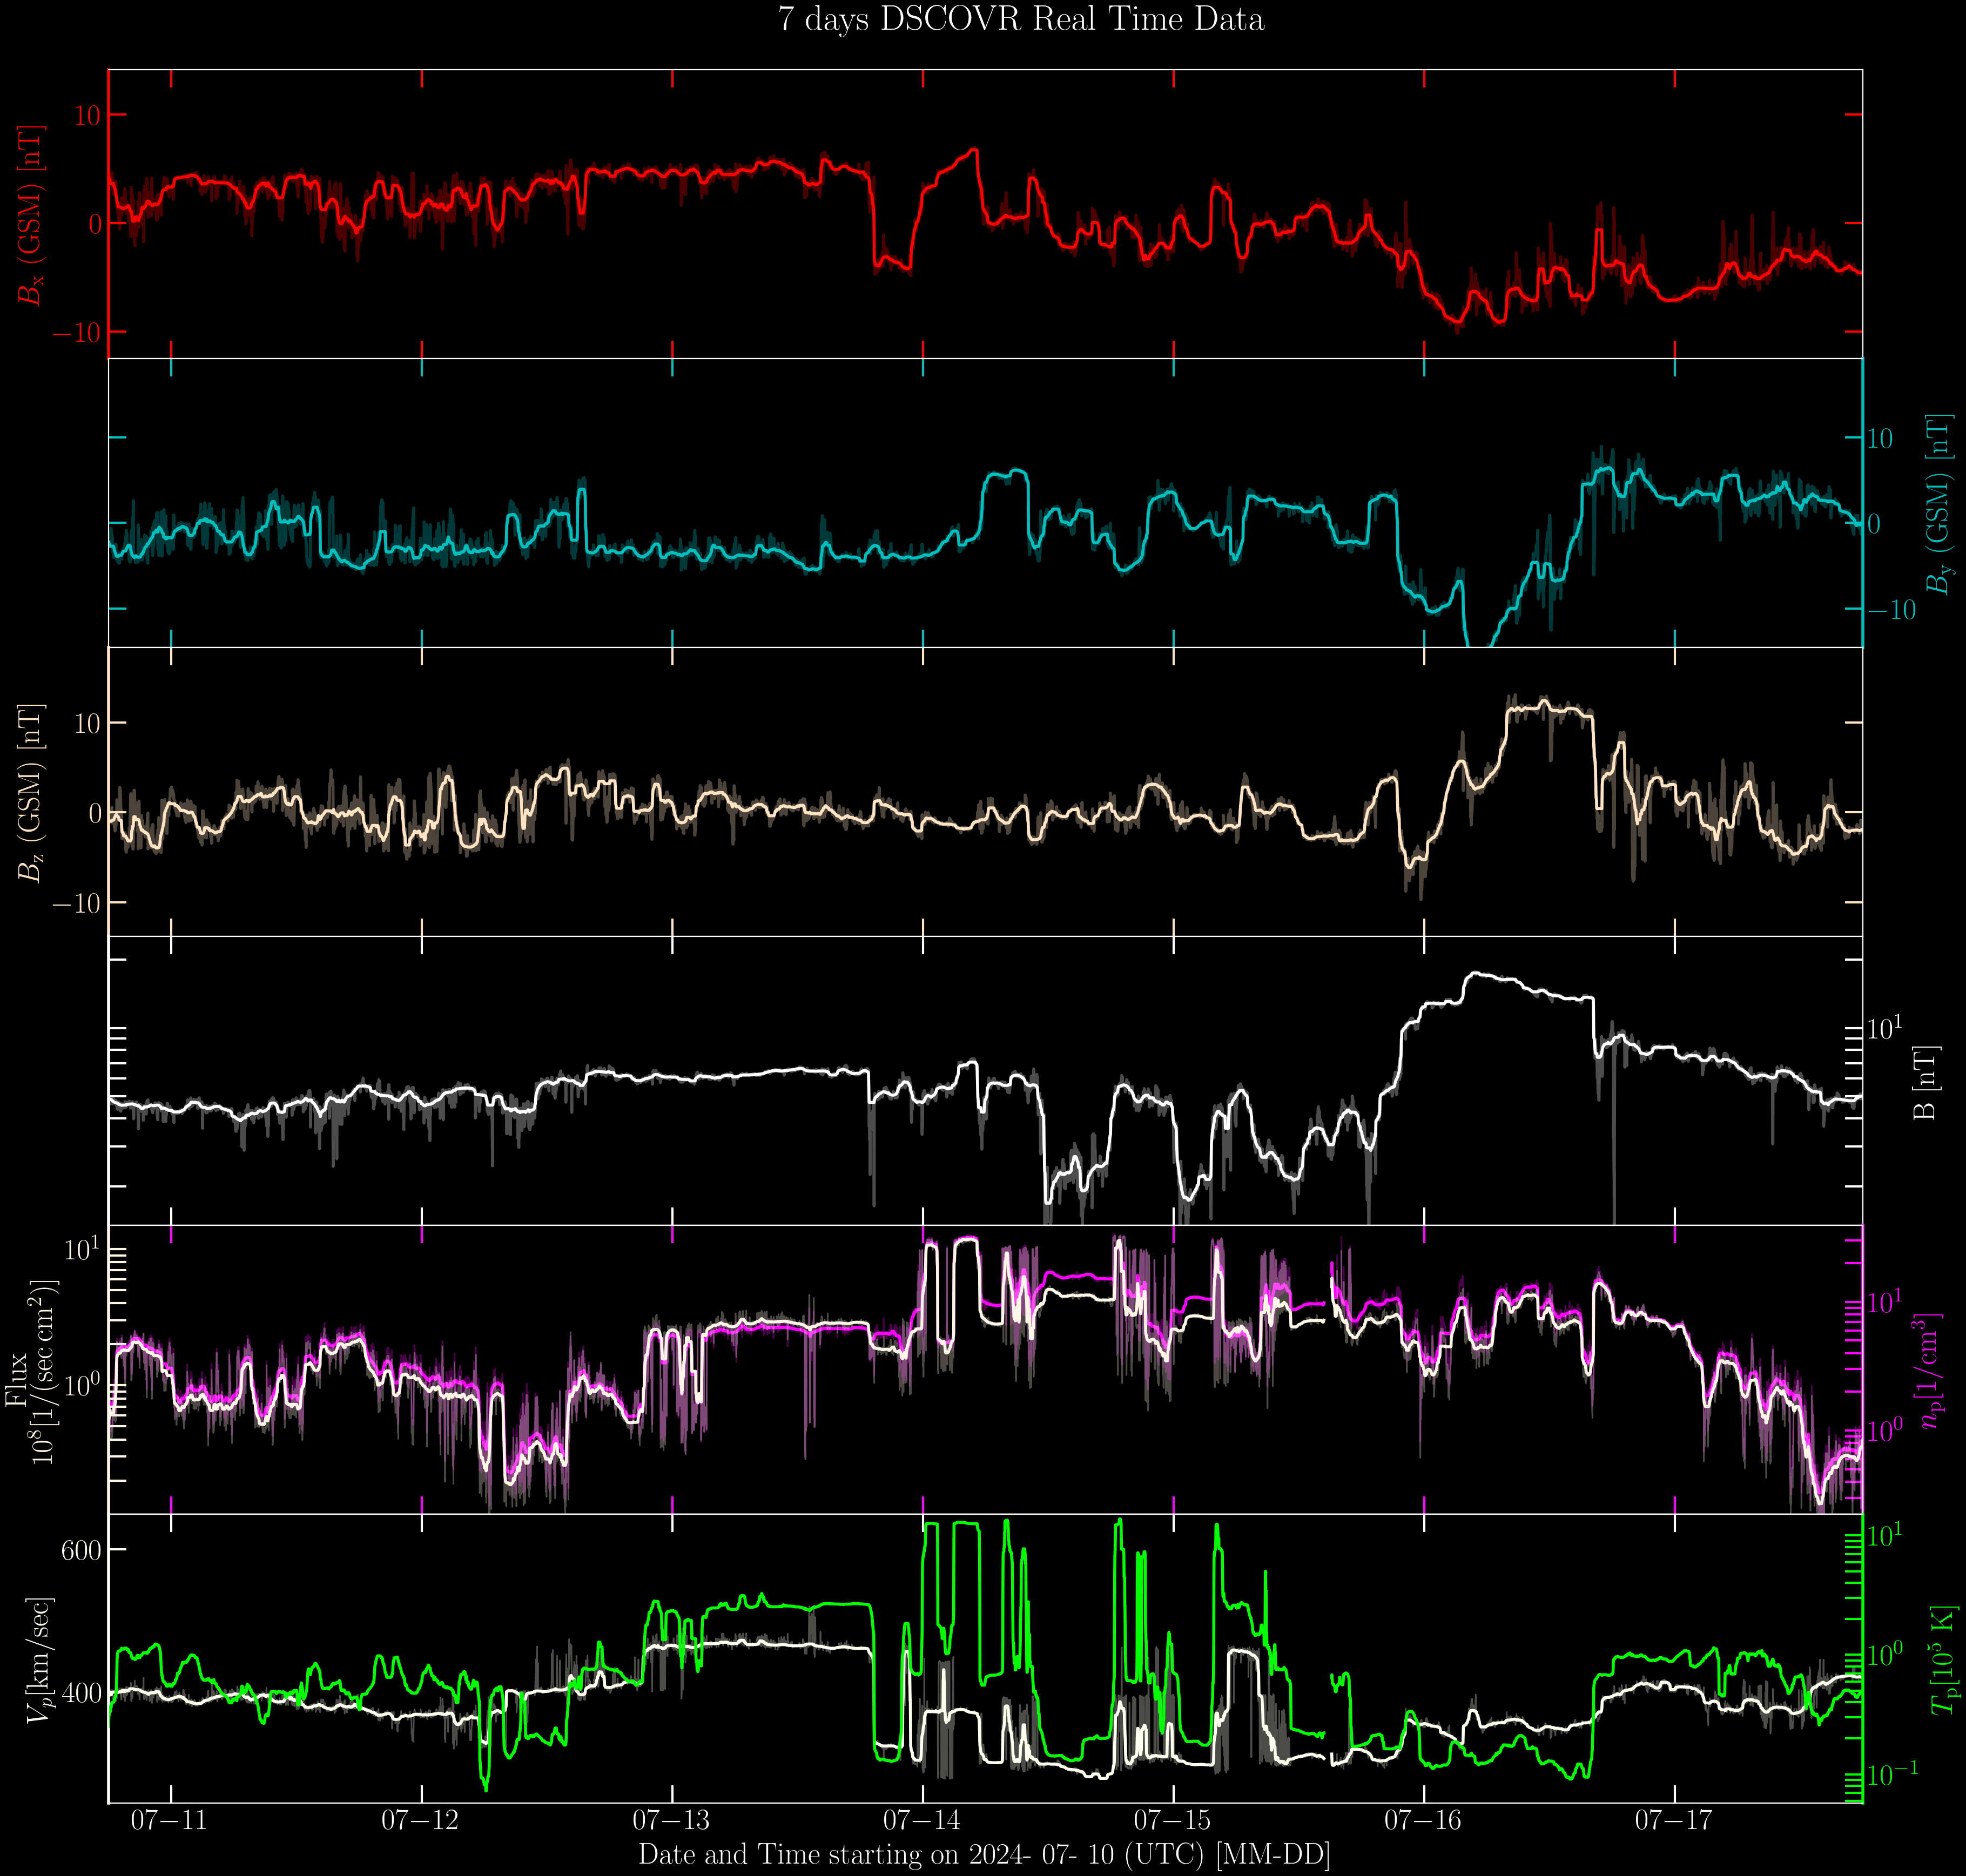 7 days DSCOVR Real Time Data
10
0
−10
Bx (GSM) [nT]
10
0
−10
By (GSM) [nT]
10
0
−10
Bz (GSM) [nT]
10¹
B [nT]
10¹
10⁰
Flux
10⁸[1/(sec cm²)]
10¹
10⁰
np[1/cm³]
600
400
Vp[km/sec]
10¹
10⁰
10⁻¹
Tp[10⁵ K]
07−11 07−12 07−13 07−14 07−15 07−16 07−17
Date and Time starting on 2024- 07- 10 (UTC) [MM-DD]